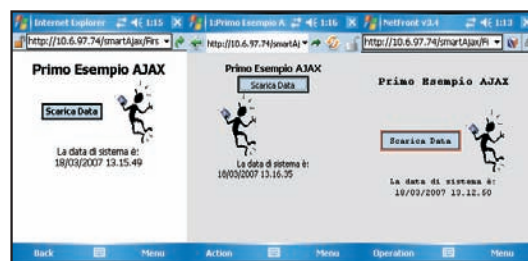 Internet Explorer 1:15
http://10.6.97.74/smartAjax/Firs
Primo Esempio AJAX
Scarica Data
La data di sistema è:
18/03/2007 13.15.49
Back Menu
1:Primo Esempio A 1:16
http://10.6.97.74/smartAj
Primo Esempio AJAX
Scarica Data
La data di sistema è:
18/03/2007 13.16.35
Action Menu
NetFront v3.4 1:13
http://10.6.97.74/smartAjax/Fi
Primo Esempio AJAX
Scarica Data
La data di sistema è:
18/03/2007 13.12.50
Operation Menu